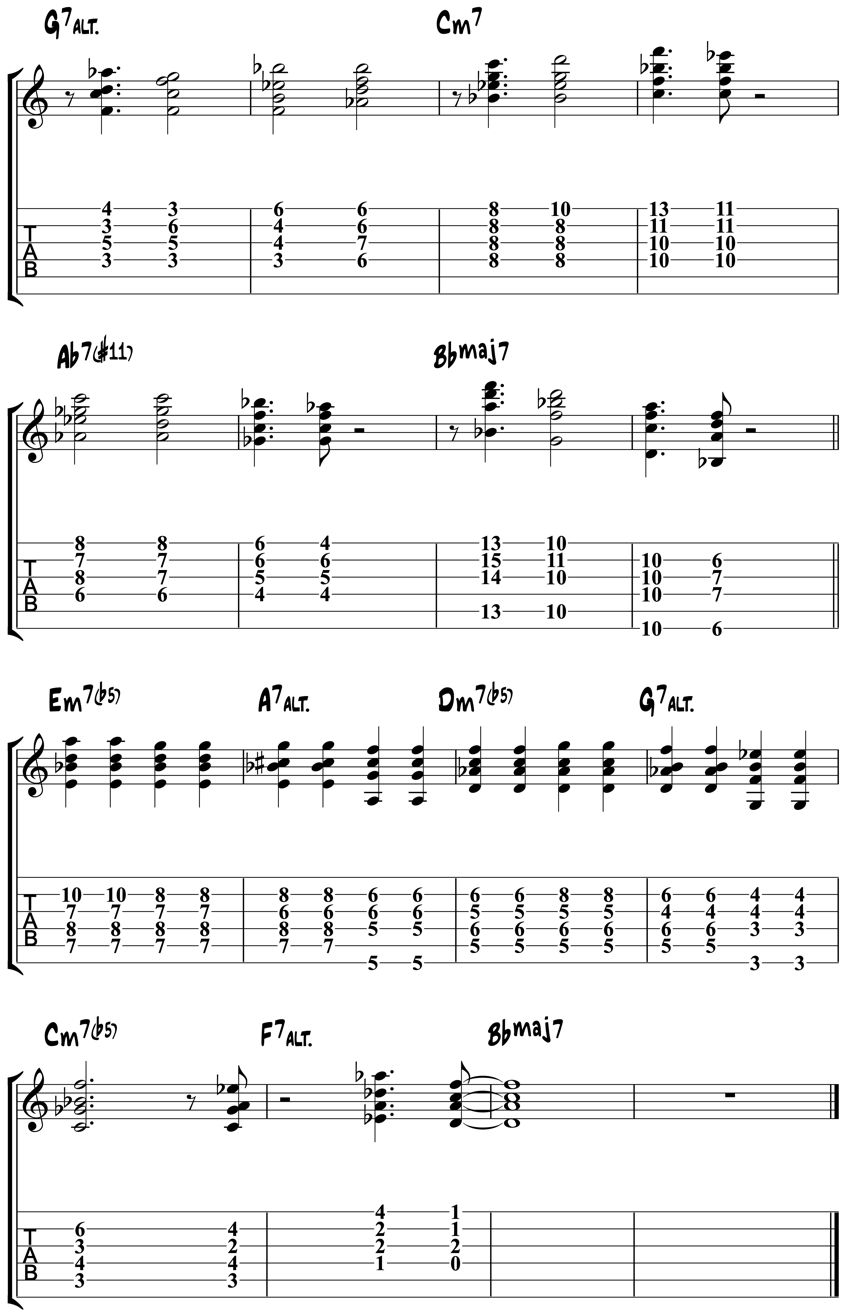 G7ALT. Cm7
4 3 6 6 8 10 13 11
T 3 6 4 6 8 8 11 11
A 5 5 4 7 8 8 10 10
B 3 3 3 6 8 8 10 10
Ab7(#11) Bbmaj7
8 8 6 4 13 10
T 7 7 6 6 15 11 10 6
A 8 7 5 5 14 10 10 7
B 6 6 4 4 10 7
13 10
10 6
Em7(b5) A7ALT. Dm7(b5) G7ALT.
T 10 10 8 8 8 8 6 6 6 6 8 8 6 6 4 4
A 7 7 7 7 6 6 6 6 5 5 5 5 4 4 4 4
B 8 8 8 8 8 8 5 5 6 6 6 6 6 6 3 3
7 7 7 7 7 7 5 5 5 5 5 5
5 5 3 3
Cm7(b5) F7ALT. Bbmaj7
4 1
T 6 4 2 1
A 3 2 2 2
B 4 4 1 0
3 3